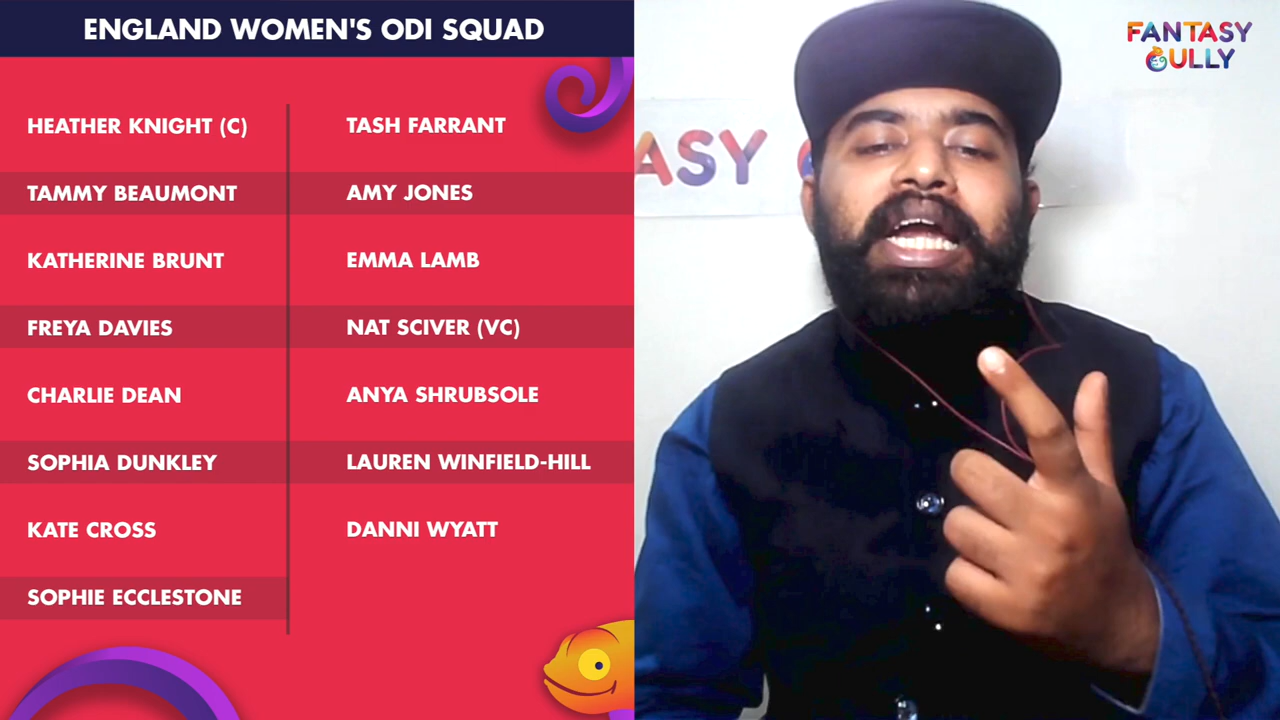 ENGLAND WOMEN'S ODI SQUAD
HEATHER KNIGHT (C)
TAMMY BEAUMONT
KATHERINE BRUNT
FREYA DAVIES
CHARLIE DEAN
SOPHIA DUNKLEY
KATE CROSS
SOPHIE ECCLESTONE
TASH FARRANT
AMY JONES
EMMA LAMB
NAT SCIVER (VC)
ANYA SHRUBSOLE
LAUREN WINFIELD-HILL
DANNI WYATT
FANTASY
GULLY
ASY